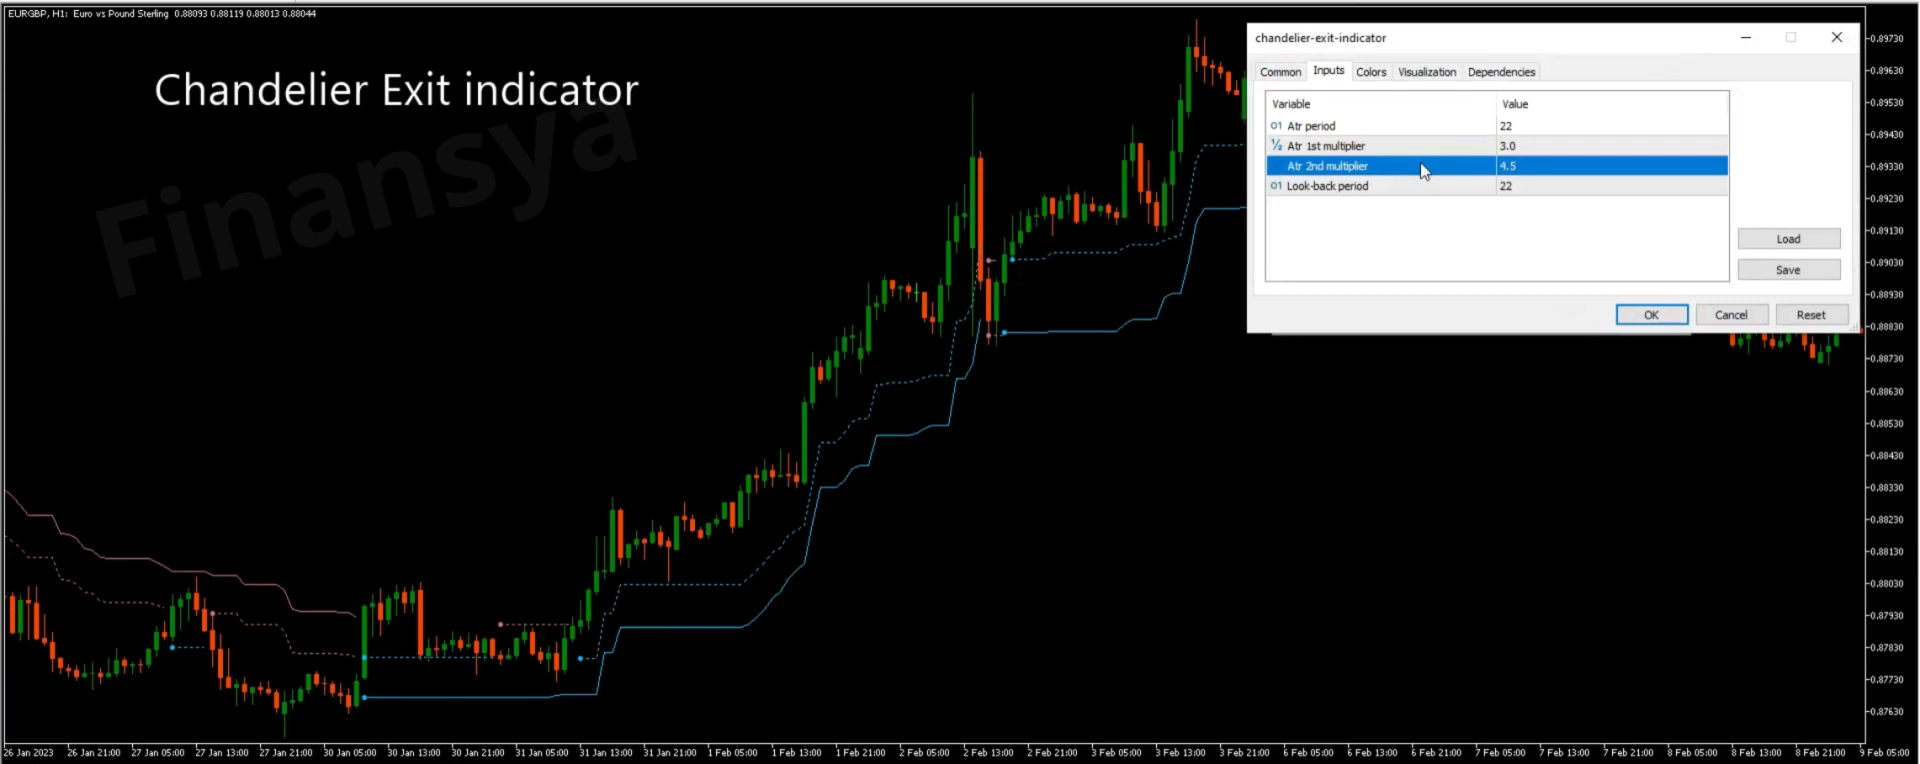 EURGBP, H1: Euro vs Pound Sterling 0.88093 0.88119 0.88013 0.88044
Chandelier Exit indicator
Finansya
chandelier-exit-indicator
Common Inputs Colors Visualization Dependencies
Variable Value
01 Atr period 22
½ Atr 1st multiplier 3.0
Atr 2nd multiplier 4.5
01 Look-back period 22
Load
Save
OK Cancel Reset
0.89730
0.89630
0.89530
0.89430
0.89330
0.89230
0.89130
0.89030
0.88930
0.88830
0.88730
0.88630
0.88530
0.88430
0.88330
0.88230
0.88130
0.88030
0.87930
0.87830
0.87730
0.87630
26 Jan 2023 26 Jan 21:00 27 Jan 05:00 27 Jan 13:00 27 Jan 21:00 30 Jan 05:00 30 Jan 13:00 30 Jan 21:00 31 Jan 05:00 31 Jan 13:00 31 Jan 21:00 1 Feb 05:00 1 Feb 13:00 1 Feb 21:00 2 Feb 05:00 2 Feb 13:00 2 Feb 21:00 3 Feb 05:00 3 Feb 13:00 3 Feb 21:00 6 Feb 05:00 6 Feb 13:00 6 Feb 21:00 7 Feb 05:00 7 Feb 13:00 7 Feb 21:00 8 Feb 05:00 8 Feb 13:00 8 Feb 21:00 9 Feb 05:00